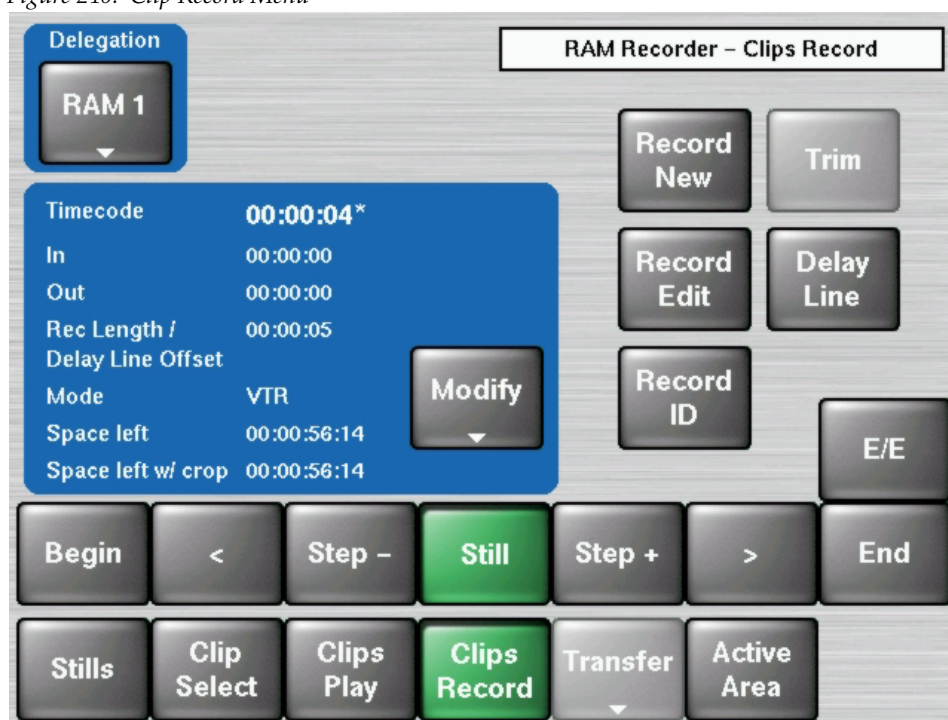 Figure 216. Clip Record Menu
Delegation
RAM 1
RAM Recorder – Clips Record
Record New
Trim
Timecode 00:00:04*
In 00:00:00
Out 00:00:00
Rec Length / 00:00:05
Delay Line Offset
Mode VTR
Space left 00:00:56:14
Space left w/ crop 00:00:56:14
Modify
Record Edit
Delay Line
Record ID
E/E
Begin
<
Step –
Still
Step +
>
End
Stills
Clip Select
Clips Play
Clips Record
Transfer
Active Area